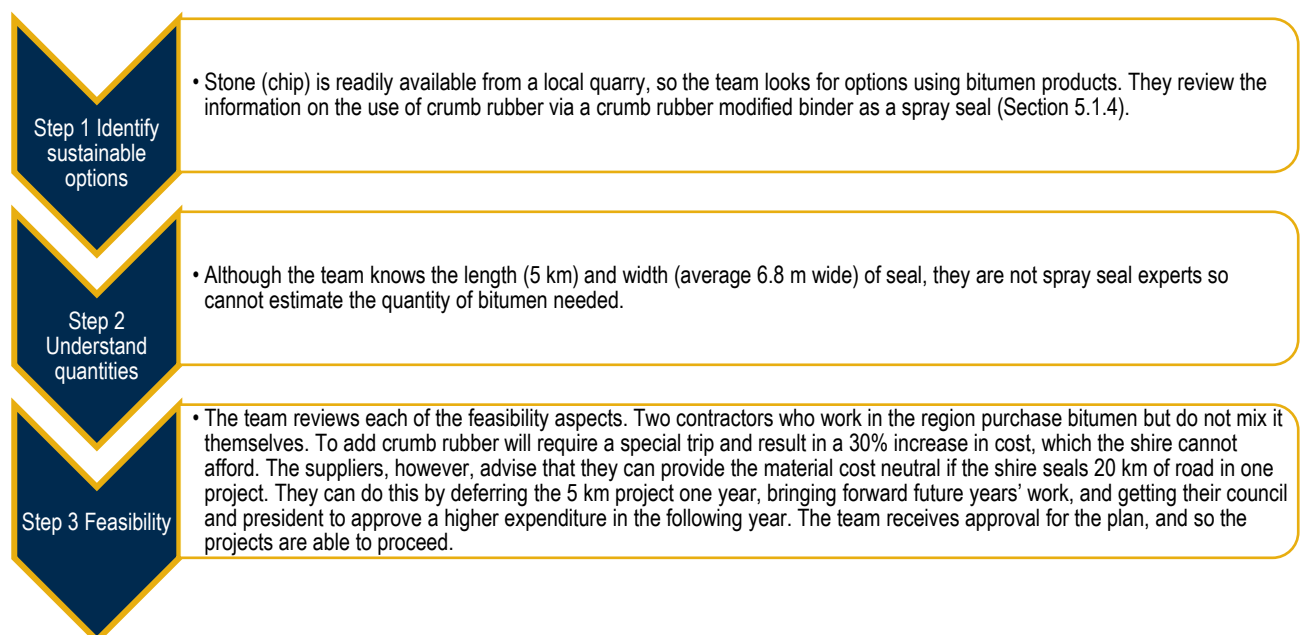 Step 1 Identify
sustainable
options
• Stone (chip) is readily available from a local quarry, so the team looks for options using bitumen products. They review the
information on the use of crumb rubber via a crumb rubber modified binder as a spray seal (Section 5.1.4).
Step 2
Understand
quantities
• Although the team knows the length (5 km) and width (average 6.8 m wide) of seal, they are not spray seal experts so
cannot estimate the quantity of bitumen needed.
Step 3 Feasibility
• The team reviews each of the feasibility aspects. Two contractors who work in the region purchase bitumen but do not mix it
themselves. To add crumb rubber will require a special trip and result in a 30% increase in cost, which the shire cannot
afford. The suppliers, however, advise that they can provide the material cost neutral if the shire seals 20 km of road in one
project. They can do this by deferring the 5 km project one year, bringing forward future years’ work, and getting their council
and president to approve a higher expenditure in the following year. The team receives approval for the plan, and so the
projects are able to proceed.